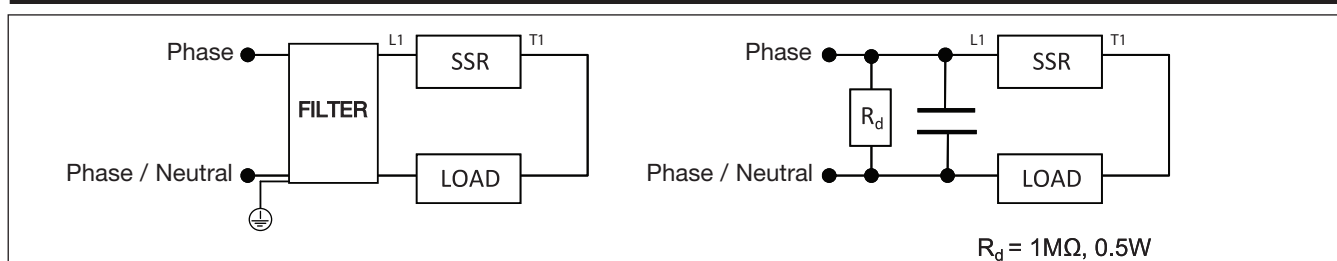 Phase
L1
SSR
T1
FILTER
Phase / Neutral
LOAD
Phase
L1
SSR
T1
Rd
Phase / Neutral
LOAD
Rd = 1MΩ, 0.5W